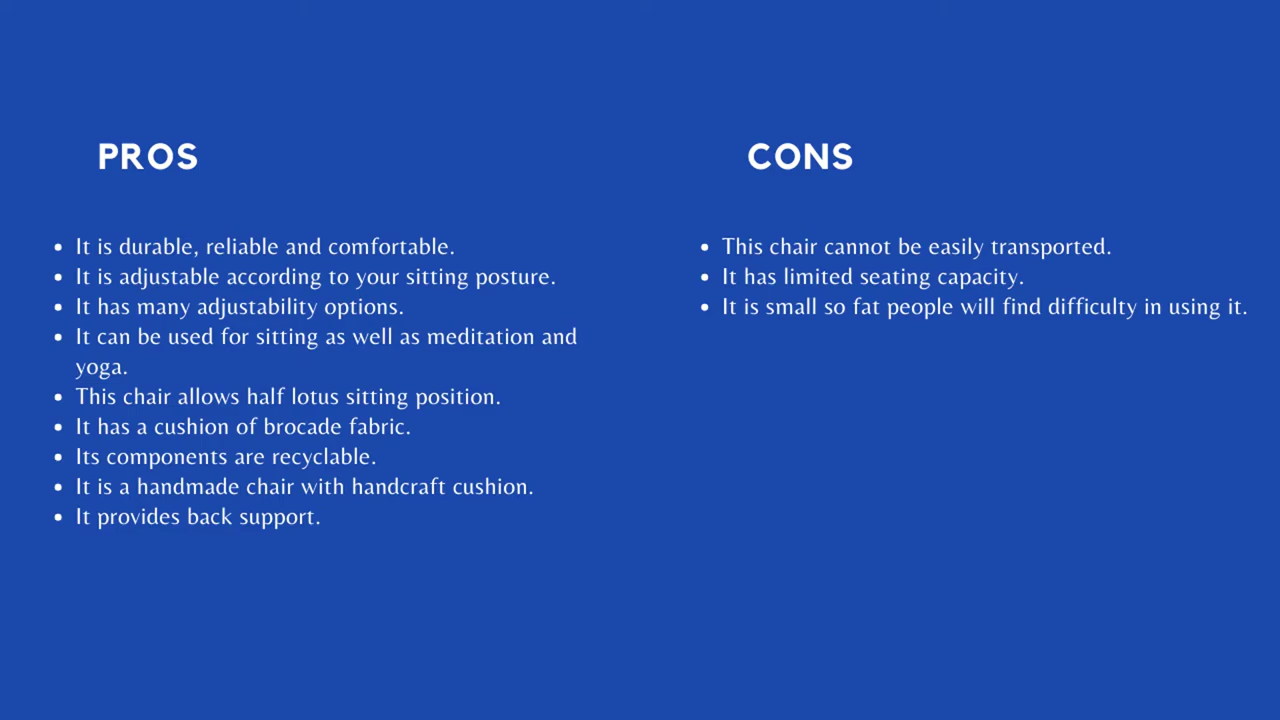 PROS
• It is durable, reliable and comfortable.
• It is adjustable according to your sitting posture.
• It has many adjustability options.
• It can be used for sitting as well as meditation and
yoga.
• This chair allows half lotus sitting position.
• It has a cushion of brocade fabric.
• Its components are recyclable.
• It is a handmade chair with handcraft cushion.
• It provides back support.
CONS
• This chair cannot be easily transported.
• It has limited seating capacity.
• It is small so fat people will find difficulty in using it.